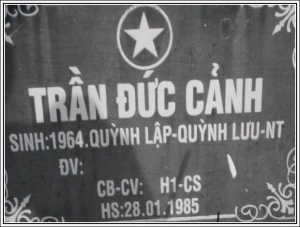 TRẦN ĐỨC CẢNH
SINH:1964.QUỲNH LẬP-QUỲNH LƯU-NT
ĐV:
CB-CV: H1-CS
HS:28.01.1985